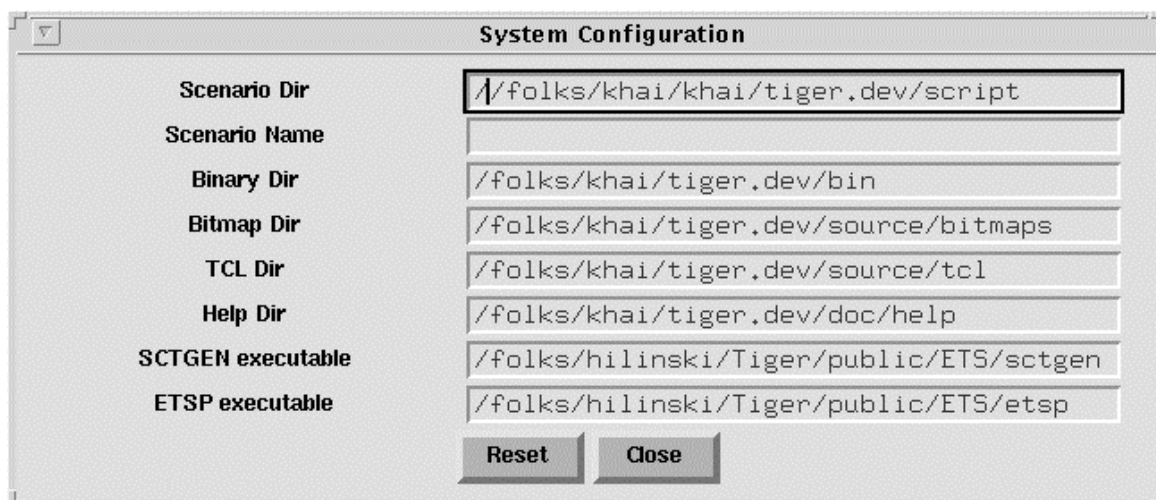 System Configuration
Scenario Dir //folks/khai/khai/tiger.dev/script
Scenario Name
Binary Dir /folks/khai/tiger.dev/bin
Bitmap Dir /folks/khai/tiger.dev/source/bitmaps
TCL Dir /folks/khai/tiger.dev/source/tcl
Help Dir /folks/khai/tiger.dev/doc/help
SCTGEN executable /folks/hilinski/Tiger/public/ETS/sctgen
ETSP executable /folks/hilinski/Tiger/public/ETS/etsp
Reset Close